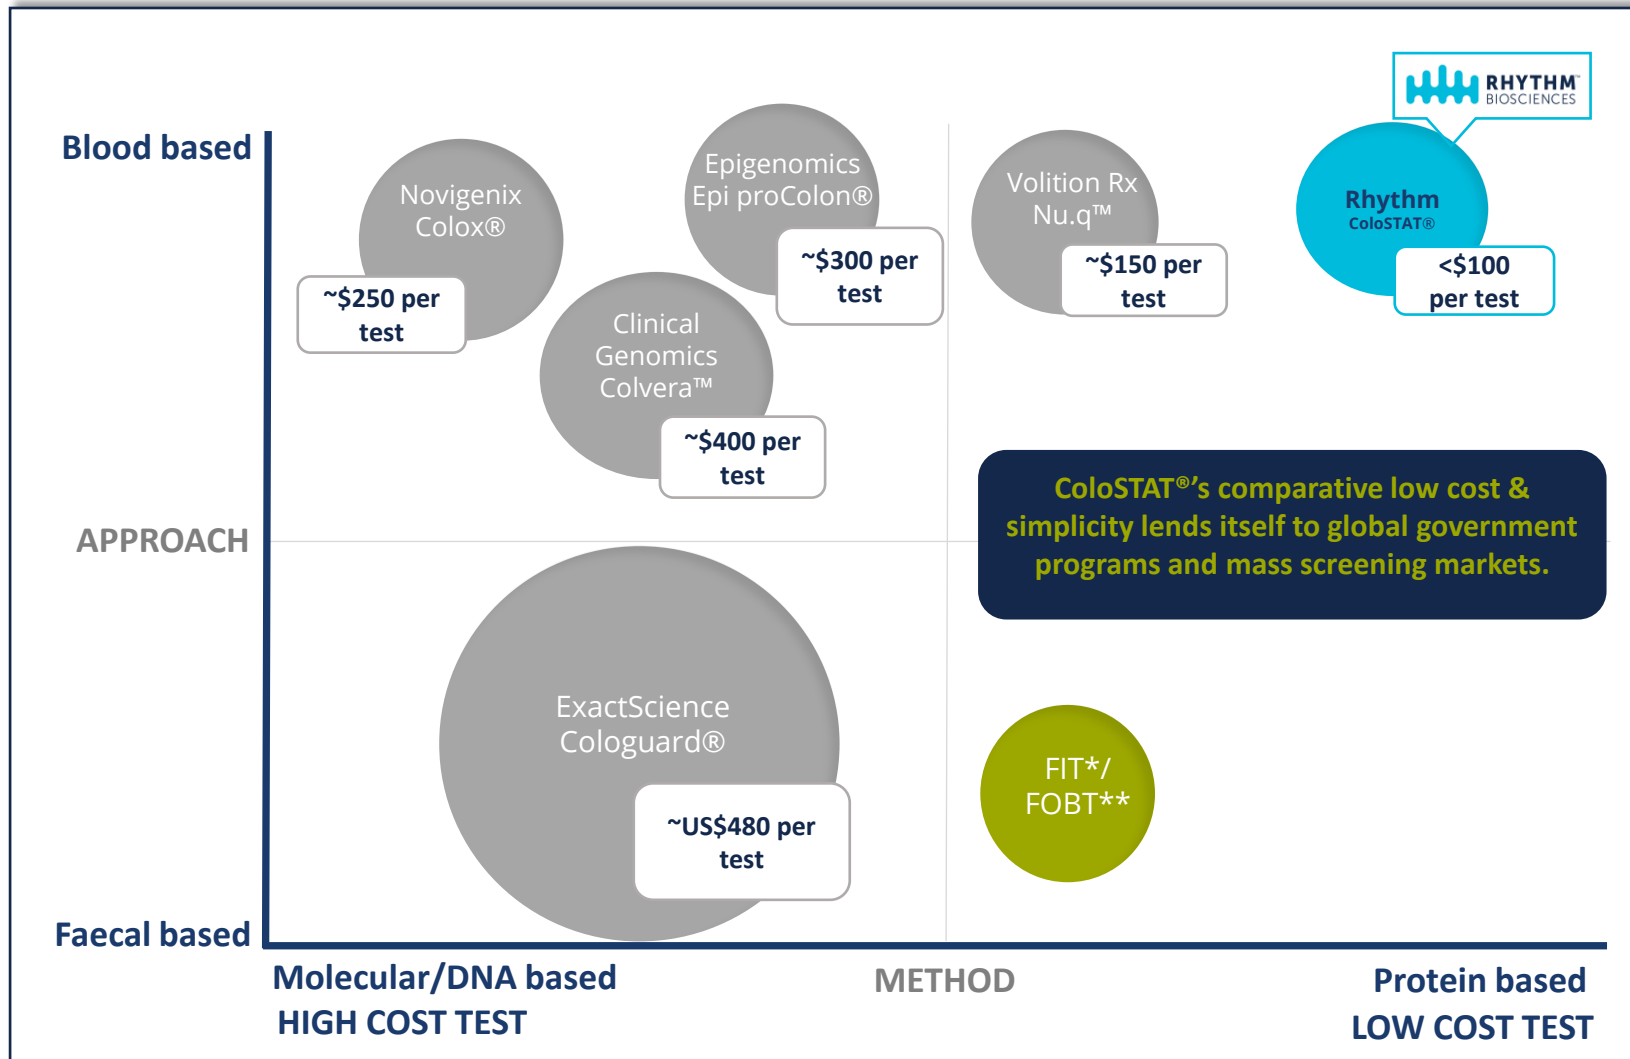 RHYTHM™
BIOSCIENCES
Blood based
Novigenix
Colox®
~$250 per
test
Epigenomics
Epi proColon®
~$300 per
test
Clinical
Genomics
Colvera™
~$400 per
test
Volition Rx
Nu.q™
~$150 per
test
Rhythm
ColoSTAT®
<$100
per test
APPROACH
ColoSTAT®’s comparative low cost &
simplicity lends itself to global government
programs and mass screening markets.
ExactScience
Cologuard®
~US$480 per
test
FIT*/
FOBT**
Faecal based
Molecular/DNA based
HIGH COST TEST
METHOD
Protein based
LOW COST TEST